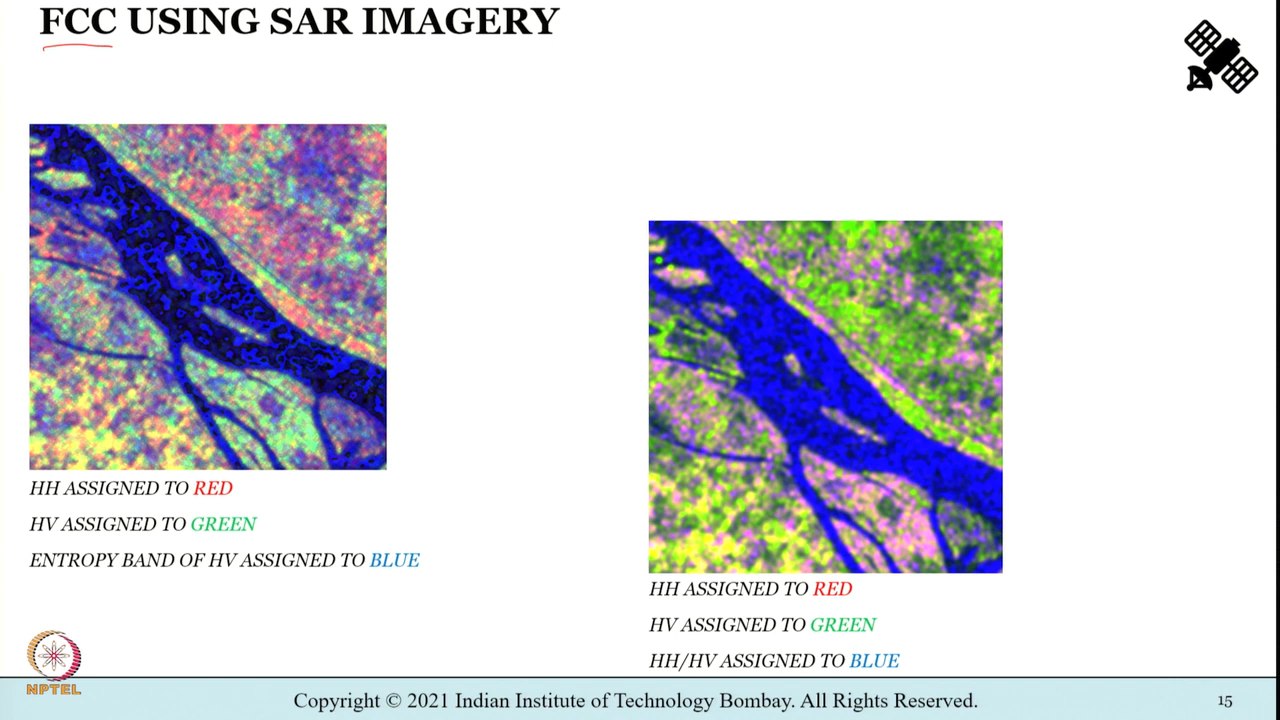 FCC USING SAR IMAGERY
HH ASSIGNED TO RED
HV ASSIGNED TO GREEN
ENTROPY BAND OF HV ASSIGNED TO BLUE
HH ASSIGNED TO RED
HV ASSIGNED TO GREEN
HH/HV ASSIGNED TO BLUE
NPTEL
Copyright © 2021 Indian Institute of Technology Bombay. All Rights Reserved.
15